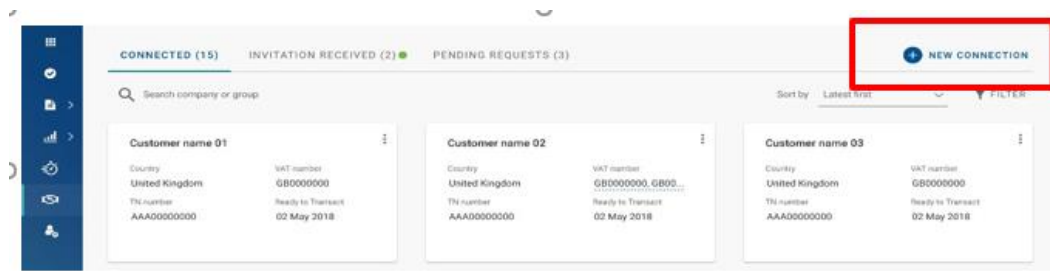 CONNECTED (15) INVITATION RECEIVED (2) PENDING REQUESTS (3) NEW CONNECTION
Search company or group Sort by Latest first FILTER
Customer name 01
Country VAT number
United Kingdom GB0000000
TN number Ready to Transact
AAA00000000 02 May 2018
Customer name 02
Country VAT number
United Kingdom GB0000000, GB00...
TN number Ready to Transact
AAA00000000 02 May 2018
Customer name 03
Country VAT number
United Kingdom GB0000000
TN number Ready to Transact
AAA00000000 02 May 2018